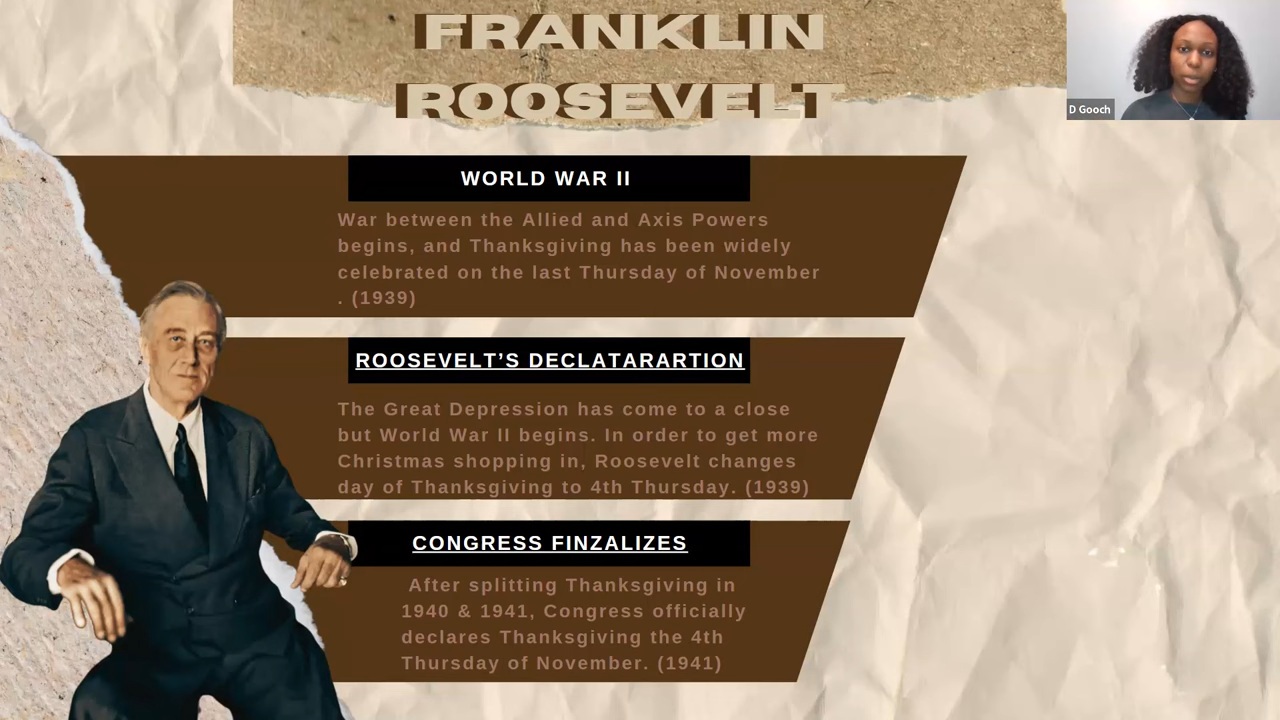 FRANKLIN
ROOSEVELT
D Gooch
WORLD WAR II
War between the Allied and Axis Powers
begins, and Thanksgiving has been widely
celebrated on the last Thursday of November
. (1939)
ROOSEVELT’S DECLATARARTION
The Great Depression has come to a close
but World War II begins. In order to get more
Christmas shopping in, Roosevelt changes
day of Thanksgiving to 4th Thursday. (1939)
CONGRESS FINZALIZES
After splitting Thanksgiving in
1940 & 1941, Congress officially
declares Thanksgiving the 4th
Thursday of November. (1941)